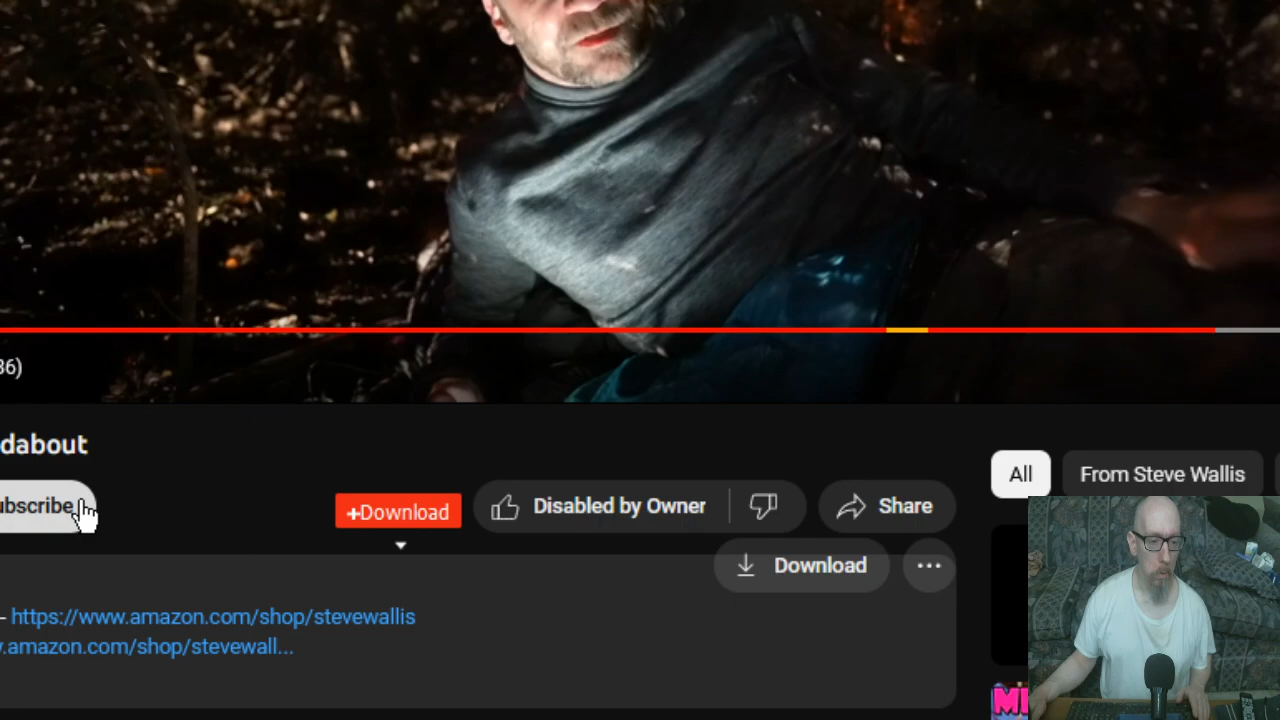 36)
dabout
ubscribe
+Download
Disabled by Owner
Share
Download
– https://www.amazon.com/shop/stevewallis
.amazon.com/shop/stevewall...
All
From Steve Wallis